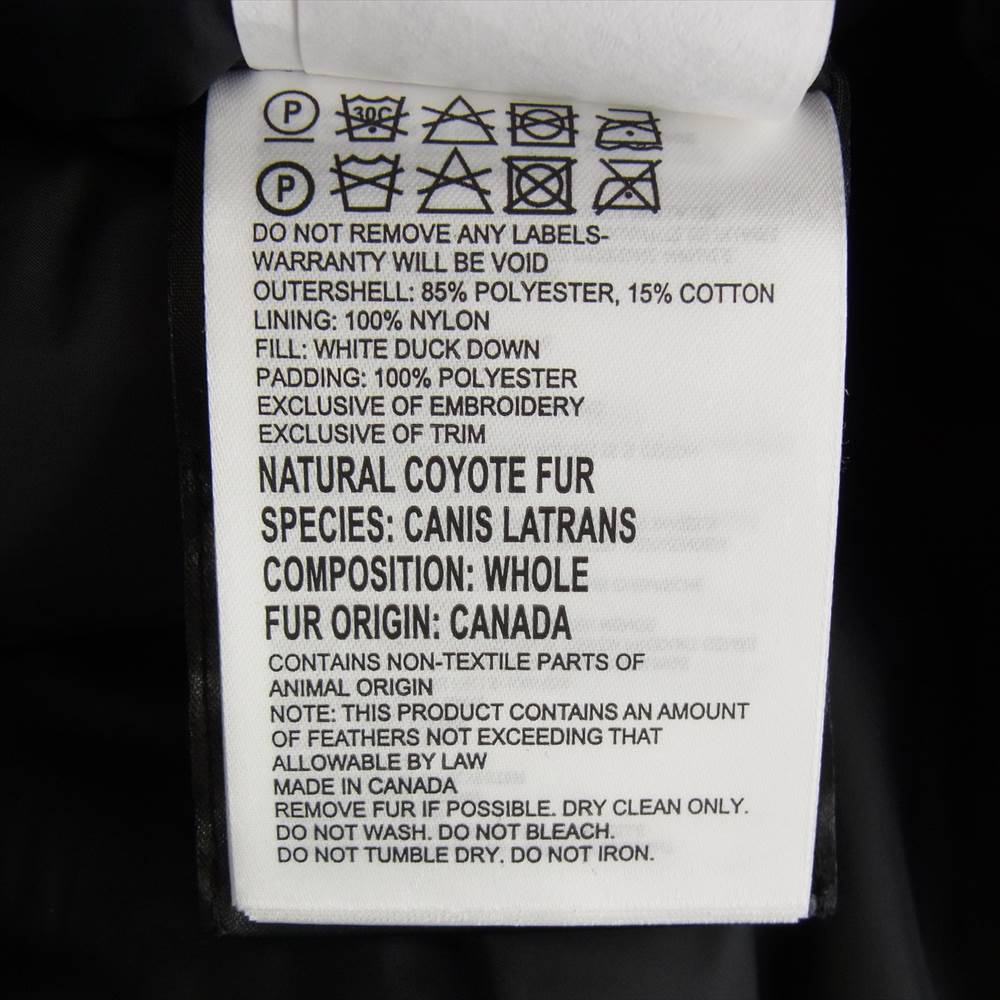 P 30C
P
DO NOT REMOVE ANY LABELS-
WARRANTY WILL BE VOID
OUTERSHELL: 85% POLYESTER, 15% COTTON
LINING: 100% NYLON
FILL: WHITE DUCK DOWN
PADDING: 100% POLYESTER
EXCLUSIVE OF EMBROIDERY
EXCLUSIVE OF TRIM
NATURAL COYOTE FUR
SPECIES: CANIS LATRANS
COMPOSITION: WHOLE
FUR ORIGIN: CANADA
CONTAINS NON-TEXTILE PARTS OF
ANIMAL ORIGIN
NOTE: THIS PRODUCT CONTAINS AN AMOUNT
OF FEATHERS NOT EXCEEDING THAT
ALLOWABLE BY LAW
MADE IN CANADA
REMOVE FUR IF POSSIBLE. DRY CLEAN ONLY.
DO NOT WASH. DO NOT BLEACH.
DO NOT TUMBLE DRY. DO NOT IRON.